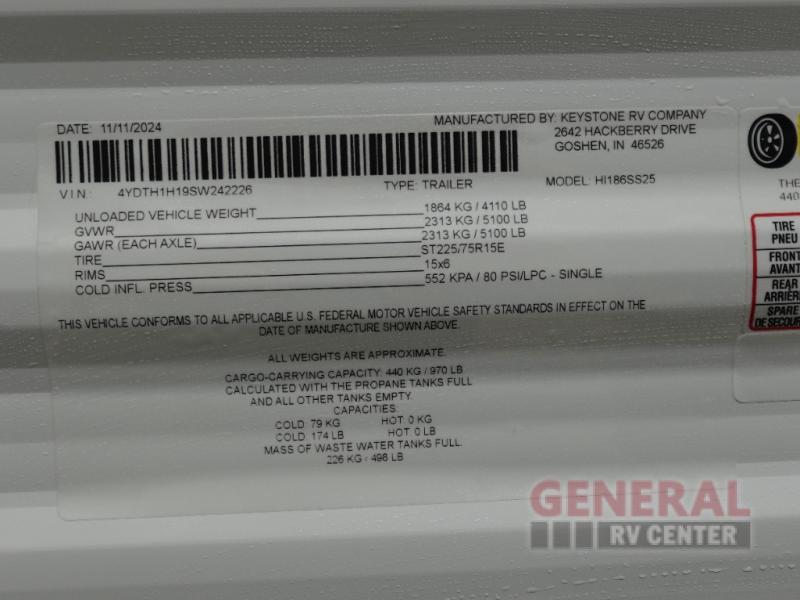 DATE: 11/11/2024
MANUFACTURED BY: KEYSTONE RV COMPANY
2642 HACKBERRY DRIVE
GOSHEN, IN 46526
V I N.: 4YDTH1H19SW242226 TYPE: TRAILER MODEL: HI186SS25
UNLOADED VEHICLE WEIGHT 1864 KG / 4110 LB
GVWR 2313 KG / 5100 LB
GAWR (EACH AXLE) 2313 KG / 5100 LB
TIRE ST225/75R15E
RIMS 15x6
COLD INFL. PRESS. 552 KPA / 80 PSI/LPC - SINGLE
THIS VEHICLE CONFORMS TO ALL APPLICABLE U.S. FEDERAL MOTOR VEHICLE SAFETY STANDARDS IN EFFECT ON THE
DATE OF MANUFACTURE SHOWN ABOVE.
ALL WEIGHTS ARE APPROXIMATE.
CARGO-CARRYING CAPACITY: 440 KG / 970 LB
CALCULATED WITH THE PROPANE TANKS FULL
AND ALL OTHER TANKS EMPTY.
CAPACITIES:
COLD: 79 KG HOT: 0 KG
COLD: 174 LB HOT: 0 LB
MASS OF WASTE WATER TANKS FULL.
226 KG = 498 LB
THE
440
TIRE
PNEU
FRONT
AVANT
REAR
ARRIÈRE
SPARE
DE SECOURS
GENERAL
RV CENTER